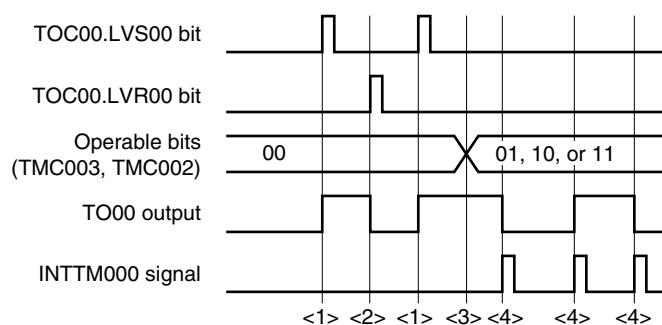 TOC00.LVS00 bit
TOC00.LVR00 bit
Operable bits
(TMC003, TMC002)
00
01, 10, or 11
TO00 output
INTTM000 signal
<1> <2> <1> <3> <4> <4> <4>